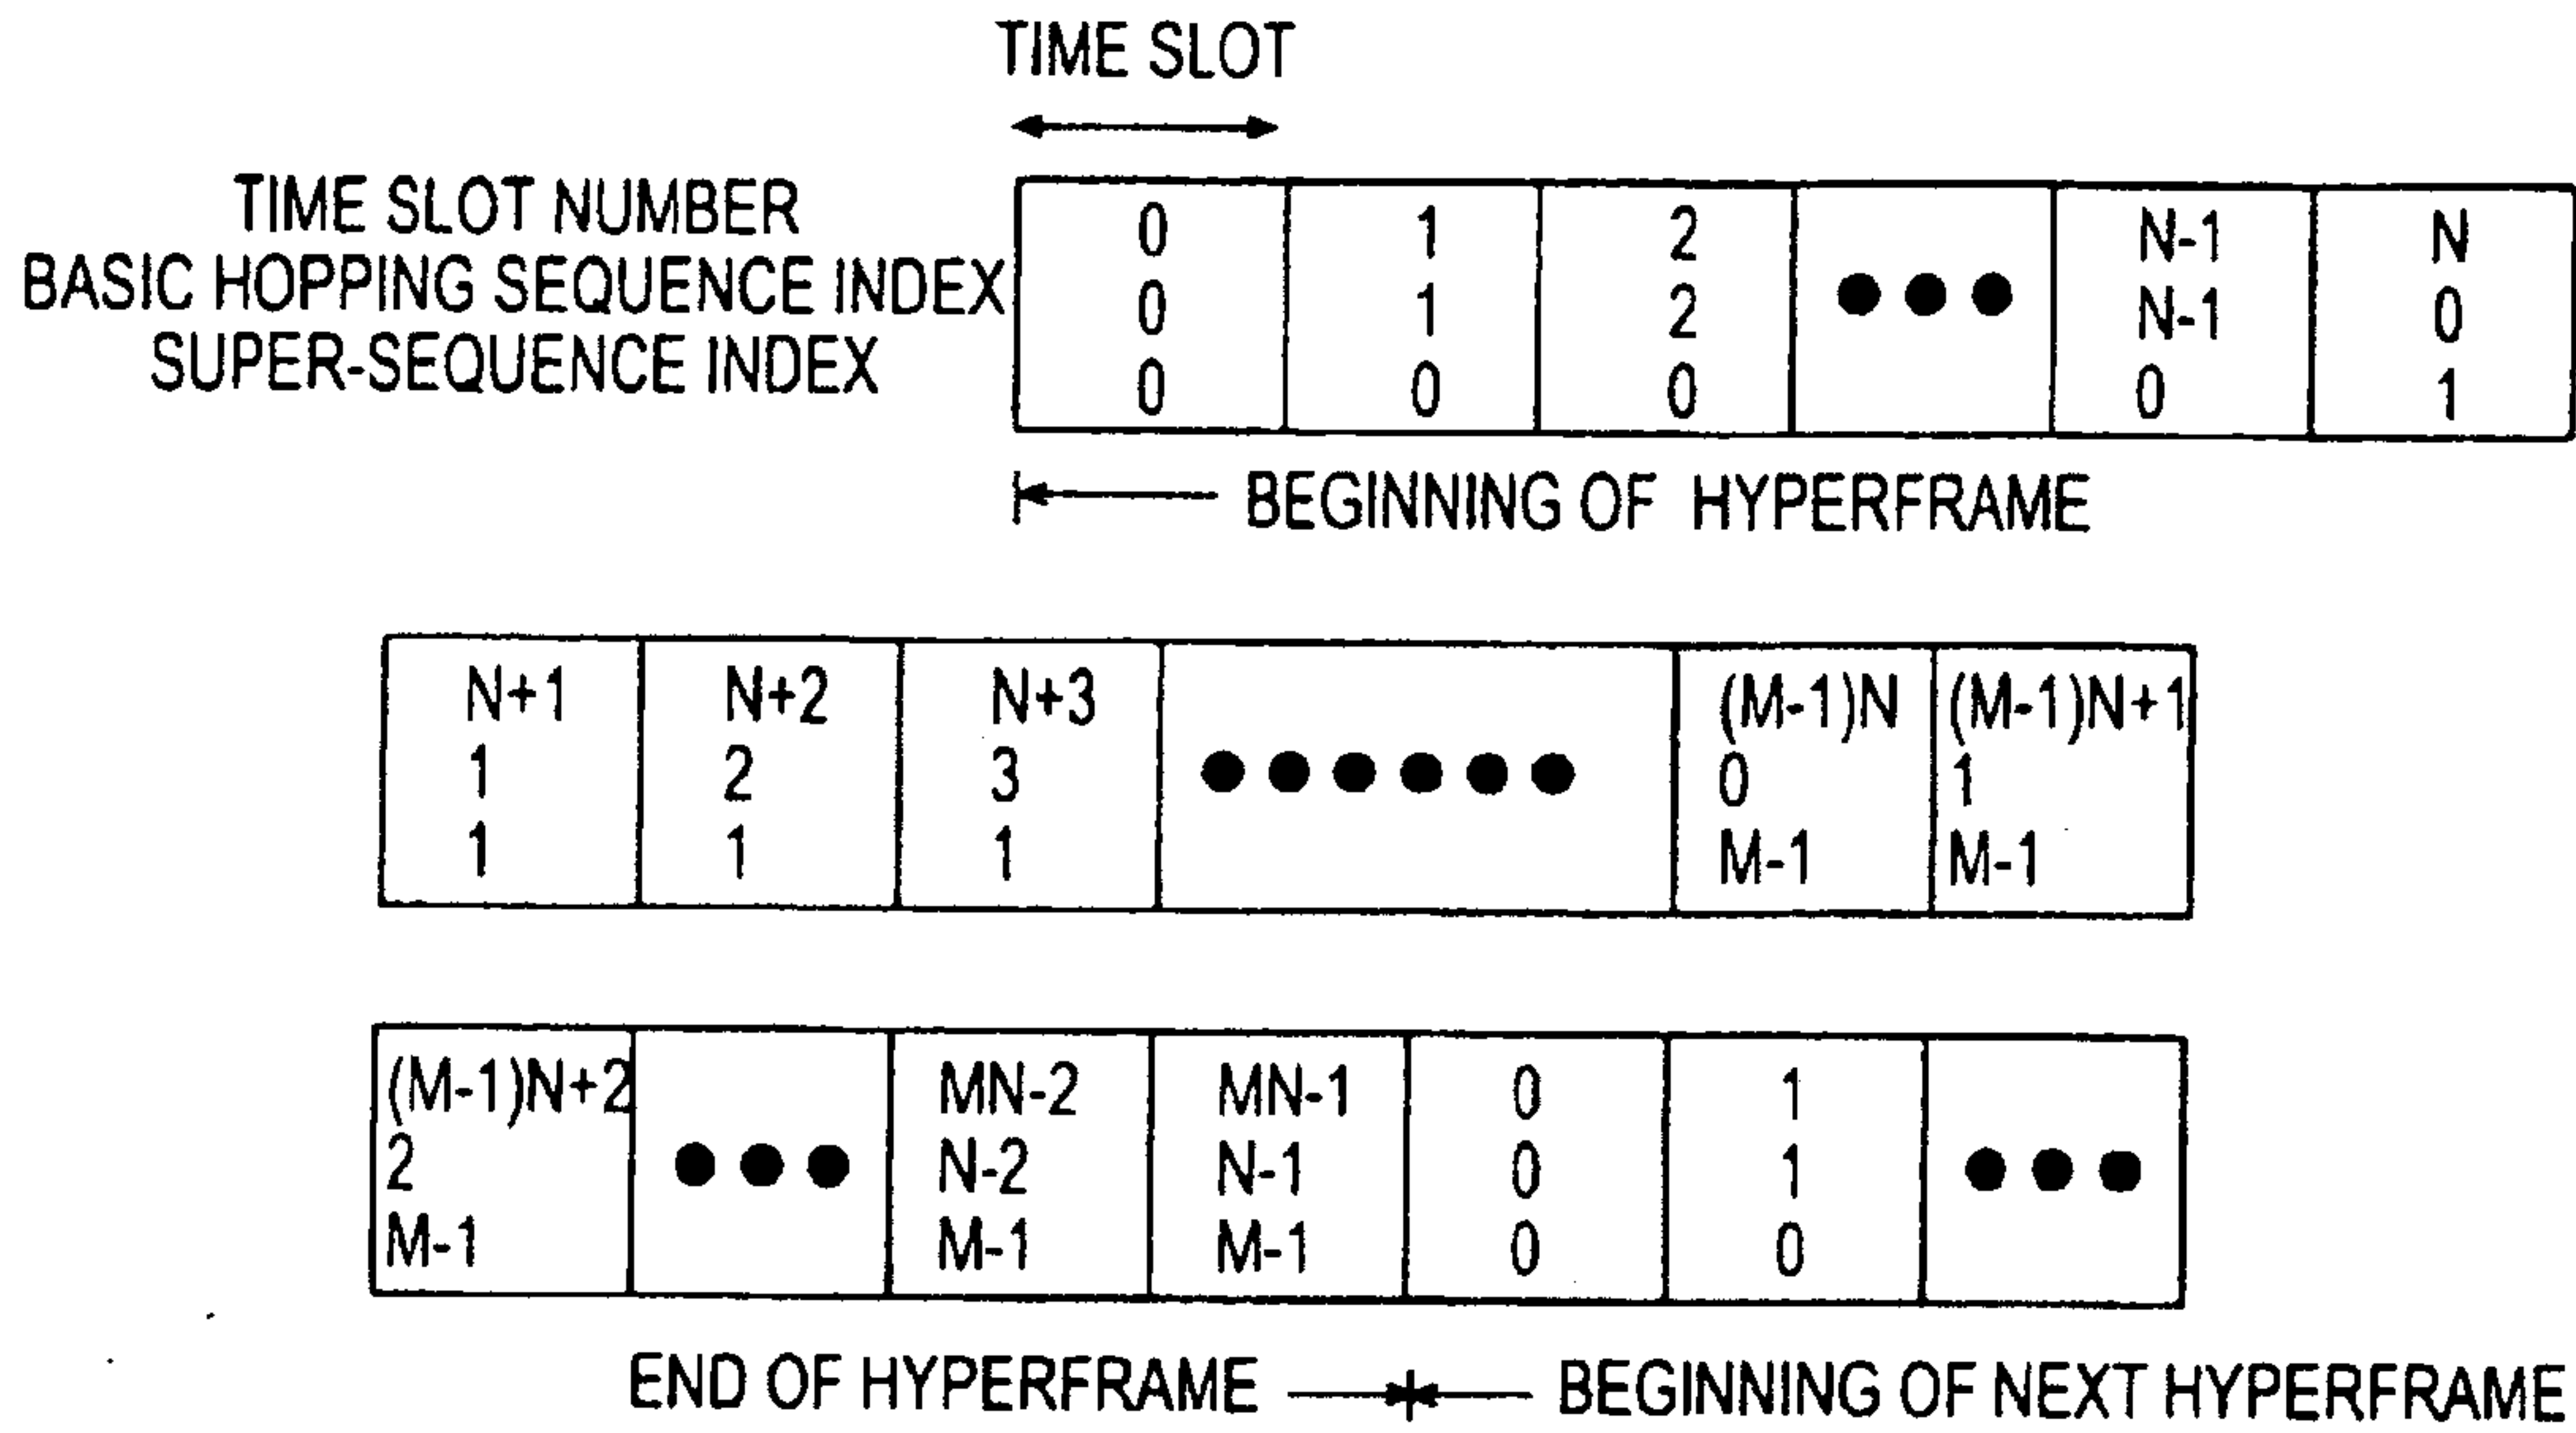 TIME SLOT
TIME SLOT NUMBER 0 1 2 N-1 N
BASIC HOPPING SEQUENCE INDEX 0 1 2 ●●● N-1 0
SUPER-SEQUENCE INDEX 0 0 0 0 1
BEGINNING OF HYPERFRAME
N+1 N+2 N+3 (M-1)N (M-1)N+1
1 2 3 ●●●●●● 0 1
1 1 1 M-1 M-1
(M-1)N+2 MN-2 MN-1 0 1
2 ●●● N-2 N-1 0 1 ●●●
M-1 M-1 M-1 0 0
END OF HYPERFRAME BEGINNING OF NEXT HYPERFRAME